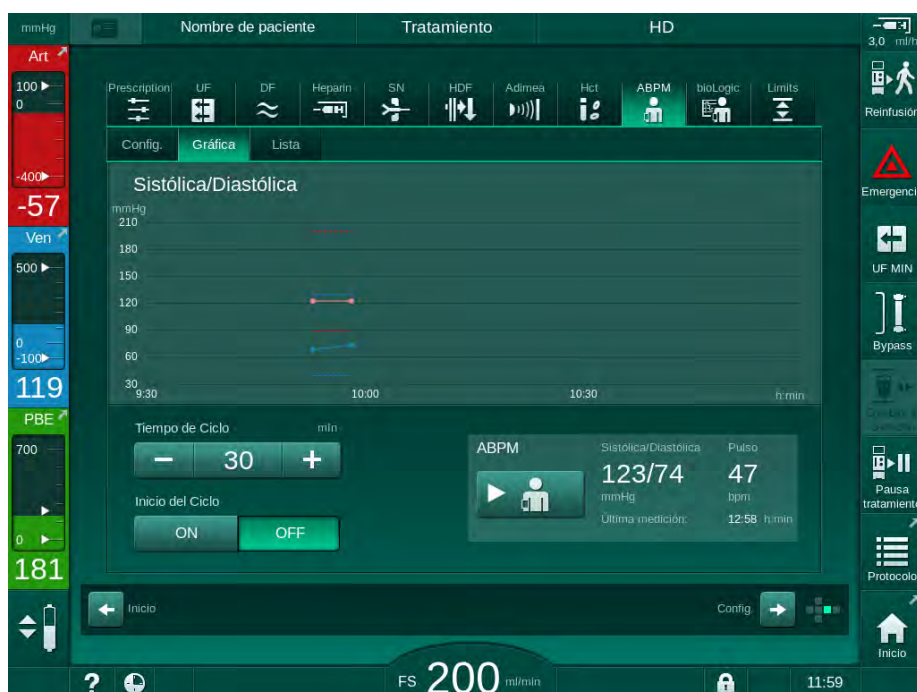 mmHg
Nombre de paciente
Tratamiento
HD
3,0 ml/h
Art
100
0
-400
-57
Ven
500
0
-100
119
PBE
700
0
181
Prescription
UF
DF
Heparin
SN
HDF
Adimea
Hct
ABPM
bioLogic
Limits
Config.
Gráfica
Lista
Sistólica/Diastólica
mmHg
210
180
150
120
90
60
30
9:30
10:00
10:30
h:min
Tiempo de Ciclo
min
30
Inicio del Ciclo
ON
OFF
ABPM
Sistólica/Diastólica
Pulso
123/74
47
mmHg
bpm
Última medición:
12:58 h:min
Inicio
Config.
Reinfusión
Emergenci
UF MIN
Bypass
Pausa
tratamiento
Protocolo
Inicio
?
FS 200 ml/min
11:59